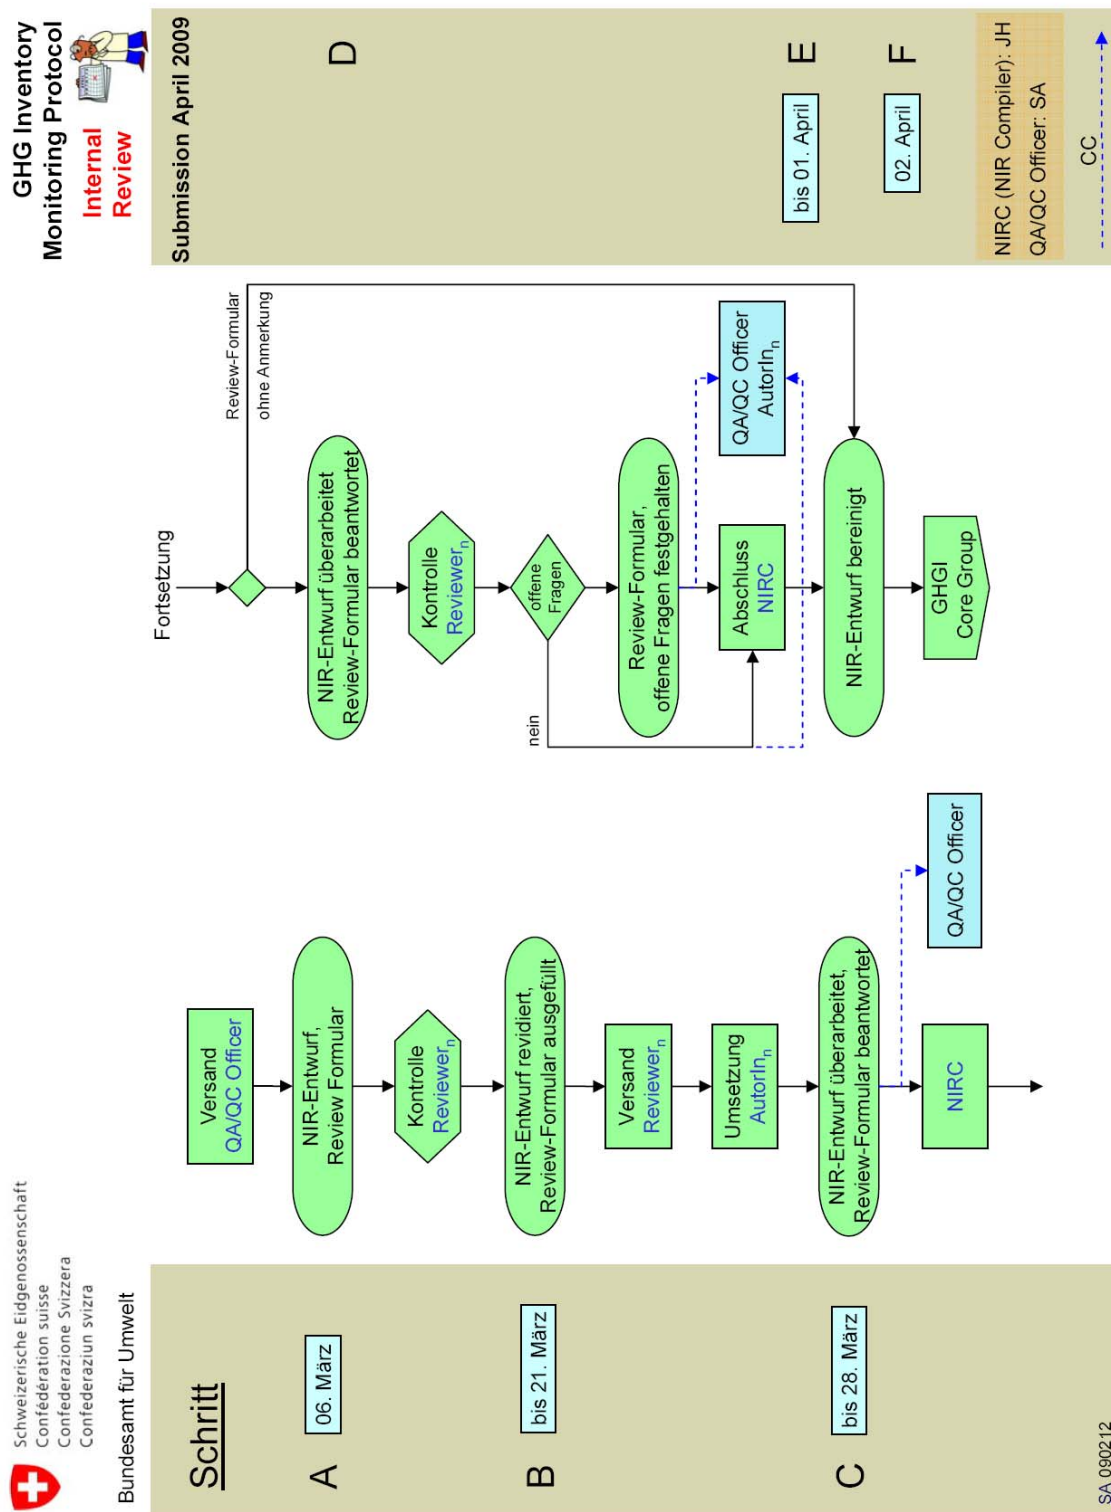 Schweizerische Eidgenossenschaft
Confédération suisse
Confederazione Svizzera
Confederaziun svizra
Bundesamt für Umwelt
GHG Inventory
Monitoring Protocol
Internal
Review
Schritt
A
06. März
B
bis 21. März
C
bis 28. März
Versand
QA/QC Officer
NIR-Entwurf,
Review Formular
Kontrolle
Reviewerₙ
NIR-Entwurf revidiert,
Review-Formular ausgefüllt
Versand
Reviewerₙ
Umsetzung
AutorInₙ
NIR-Entwurf überarbeitet,
Review-Formular beantwortet
NIRC
QA/QC Officer
Fortsetzung
Review-Formular
ohne Anmerkung
NIR-Entwurf überarbeitet
Review-Formular beantwortet
Kontrolle
Reviewerₙ
offene
Fragen
nein
Review-Formular,
offene Fragen festgehalten
Abschluss
NIRC
QA/QC Officer
AutorInₙ
NIR-Entwurf bereinigt
GHGI
Core Group
Submission April 2009
D
bis 01. April
E
02. April
F
NIRC (NIR Compiler): JH
QA/QC Officer: SA
CC
SA 090212